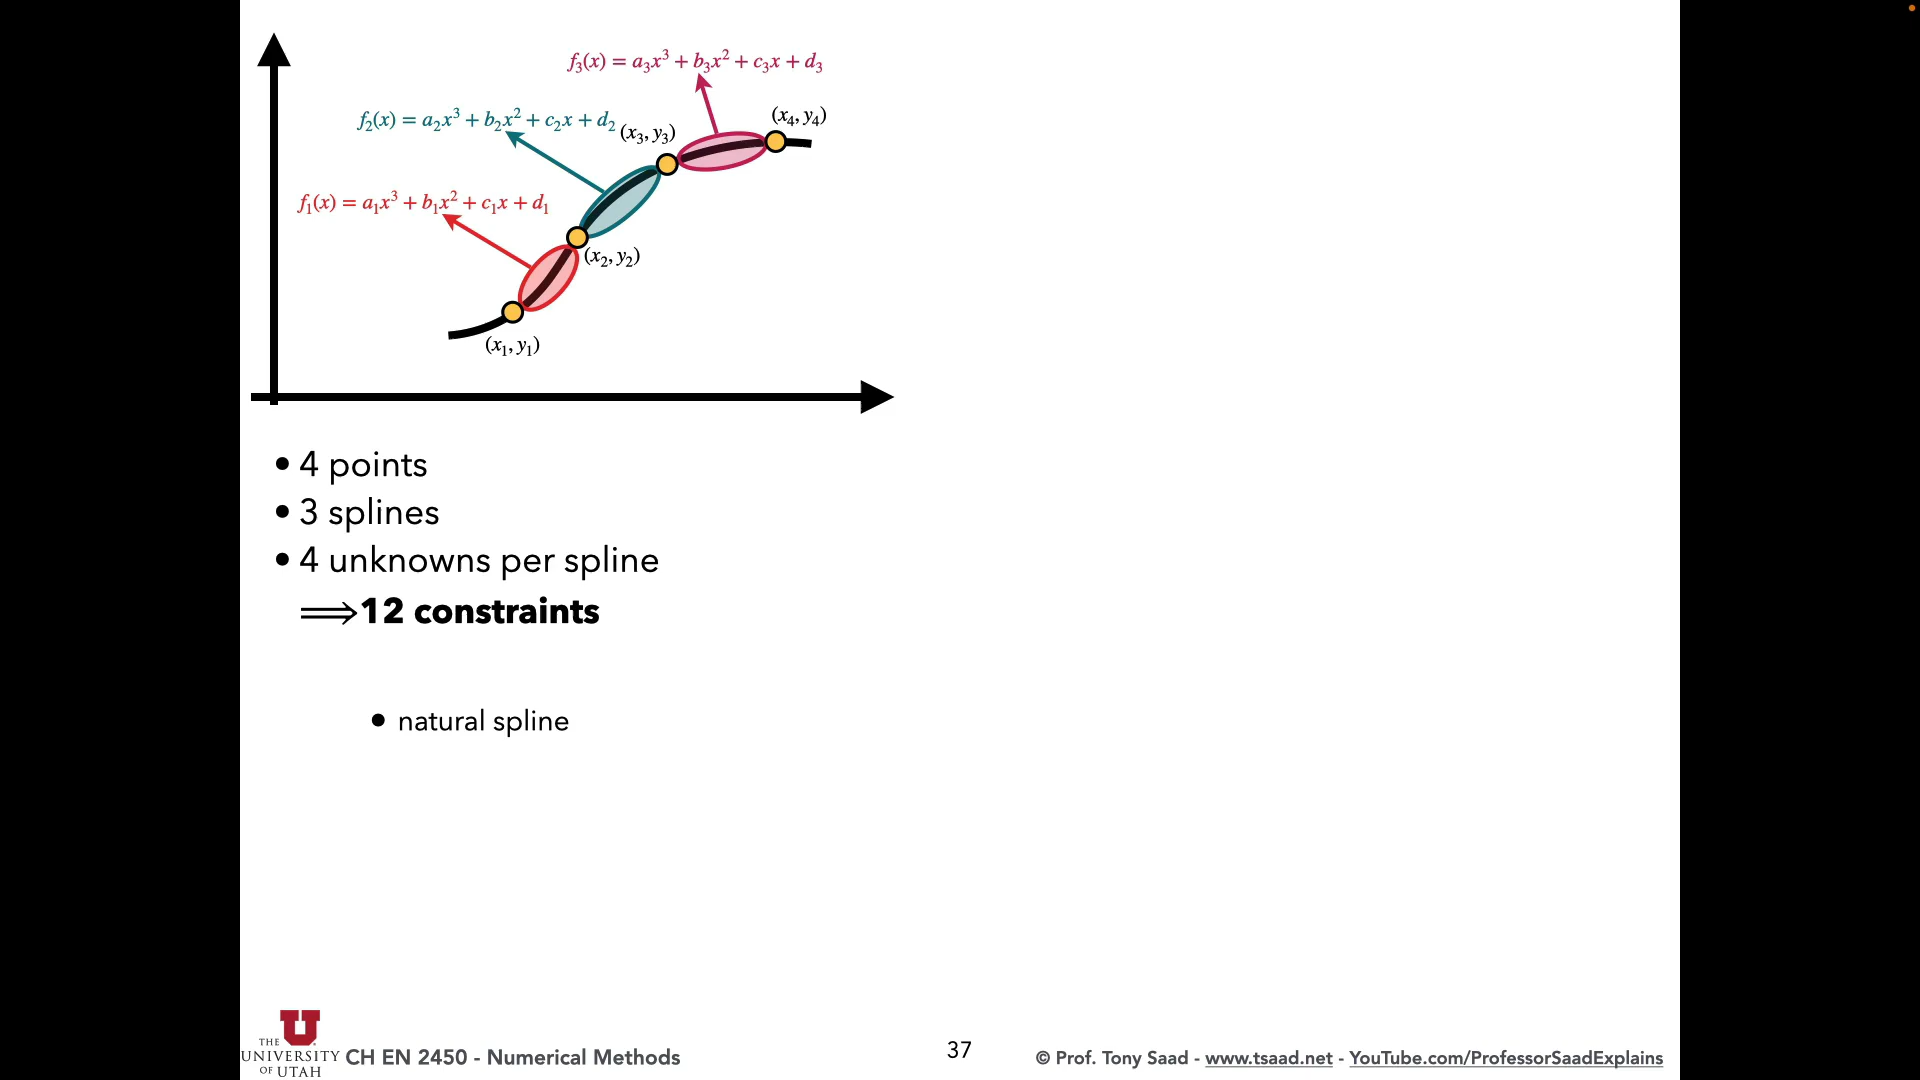 f₃(x) = a₃x³ + b₃x² + c₃x + d₃
(x₄, y₄)
f₂(x) = a₂x³ + b₂x² + c₂x + d₂
(x₃, y₃)
f₁(x) = a₁x³ + b₁x² + c₁x + d₁
(x₂, y₂)
(x₁, y₁)
• 4 points
• 3 splines
• 4 unknowns per spline
⟹12 constraints
• natural spline
U
THE
UNIVERSITY
OF UTAH
CH EN 2450 - Numerical Methods
37
© Prof. Tony Saad - www.tsaad.net - YouTube.com/ProfessorSaadExplains